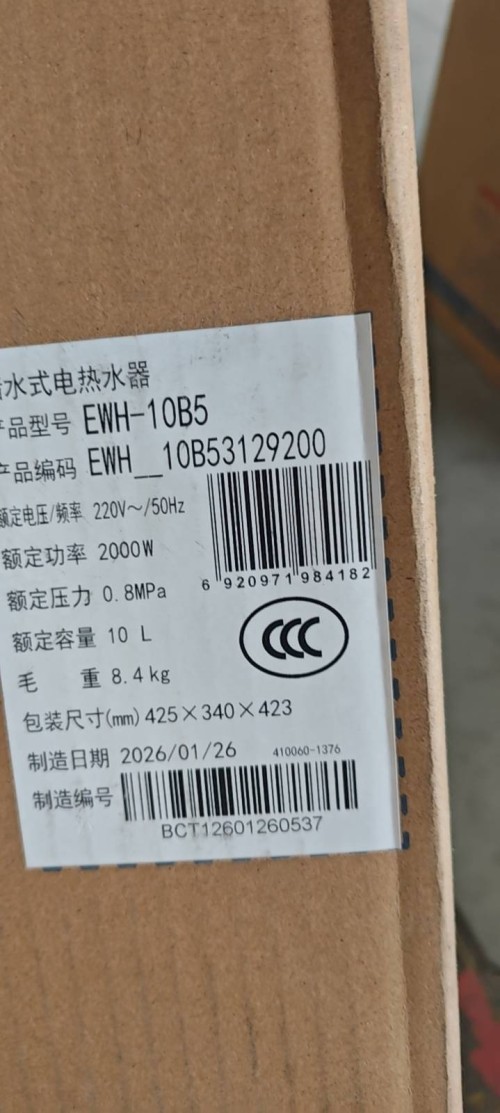 水式电热水器
产品型号 EWH-10B5
产品编码 EWH__10B53129200
额定电压/频率 220V～/50Hz
额定功率 2000W
6 920971 984182
额定压力 0.8MPa
额定容量 10 L
CCC
毛 重 8.4kg
包装尺寸(mm) 425×340×423
制造日期 2026/01/26 410060-1376
制造编号
BCT12601260537